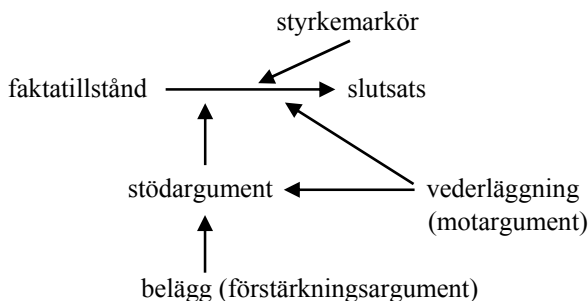 styrkemarkör
faktatillstånd slutsats
stödargument vederläggning
(motargument)
belägg (förstärkningsargument)